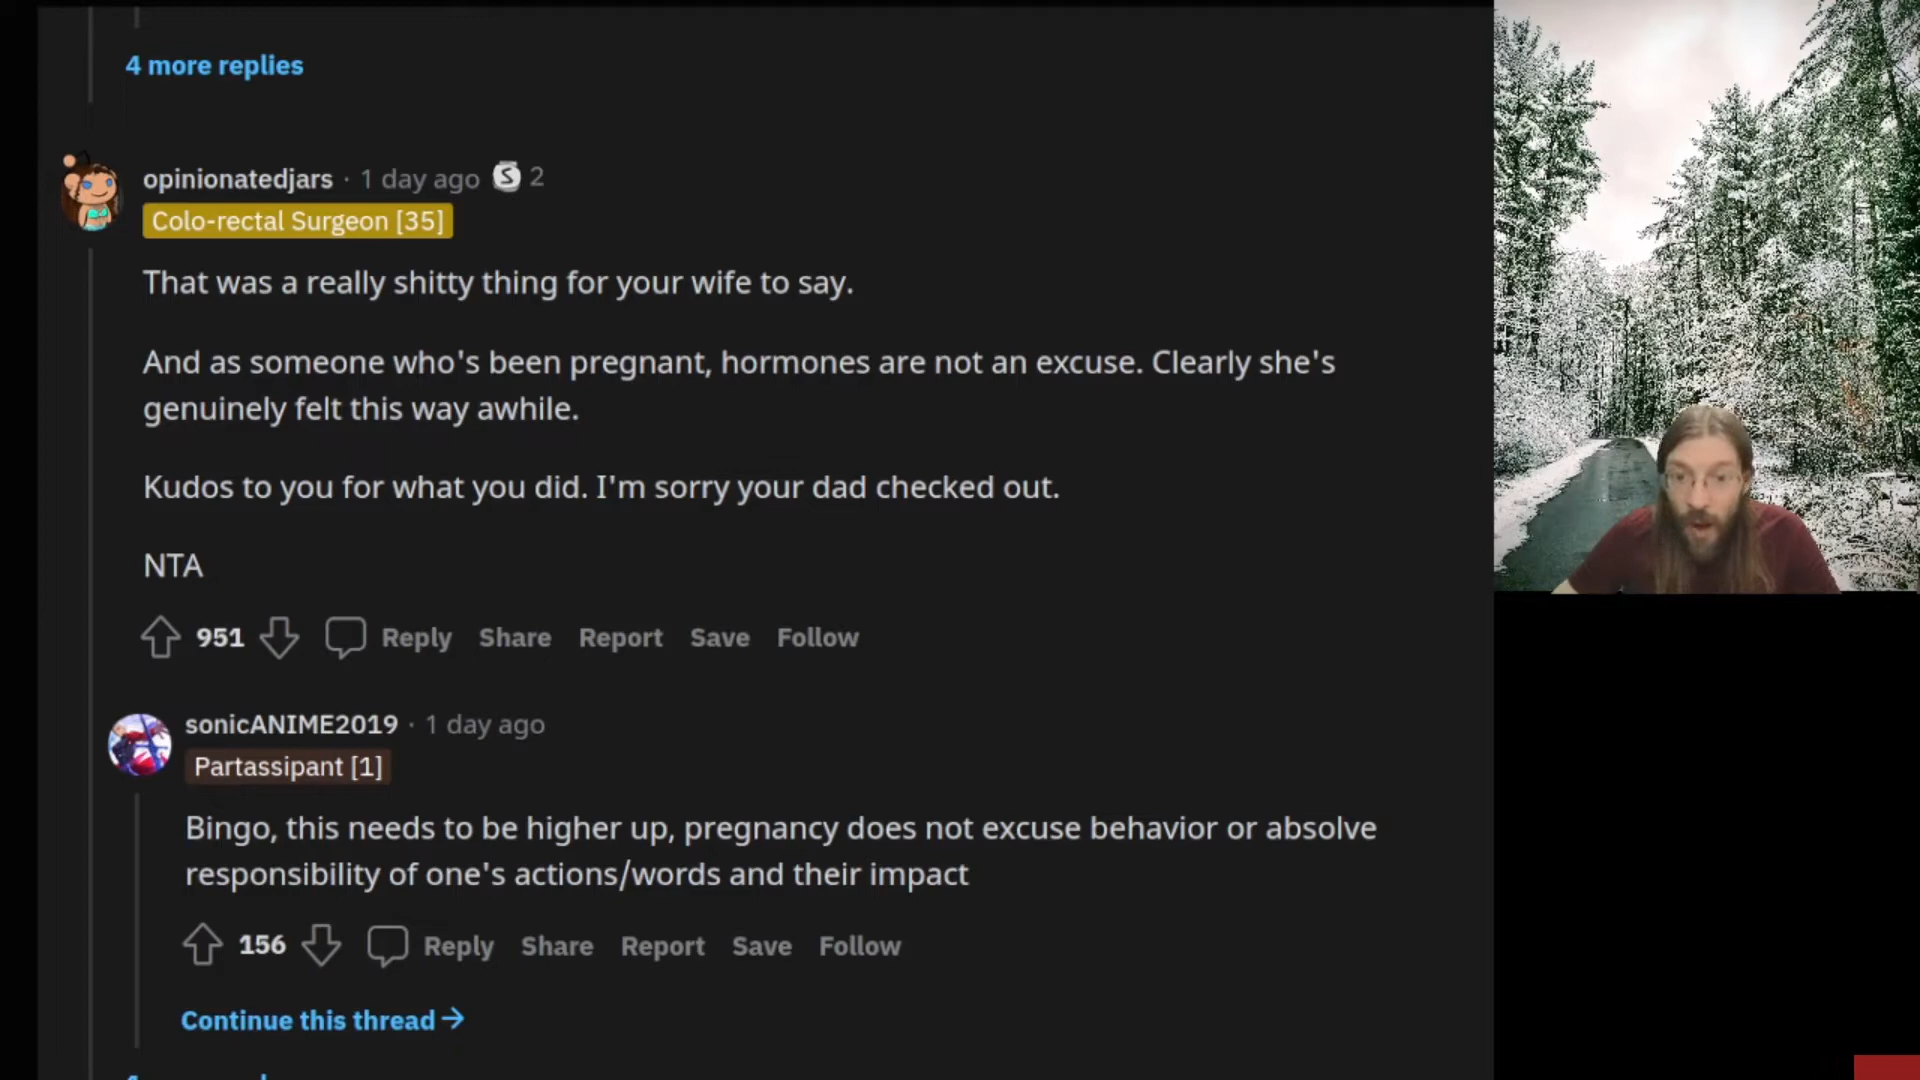 4 more replies
opinionatedjars · 1 day ago S 2
Colo-rectal Surgeon [35]
That was a really shitty thing for your wife to say.
And as someone who's been pregnant, hormones are not an excuse. Clearly she's
genuinely felt this way awhile.
Kudos to you for what you did. I'm sorry your dad checked out.
NTA
951 Reply Share Report Save Follow
sonicANIME2019 · 1 day ago
Partassipant [1]
Bingo, this needs to be higher up, pregnancy does not excuse behavior or absolve
responsibility of one's actions/words and their impact
156 Reply Share Report Save Follow
Continue this thread →